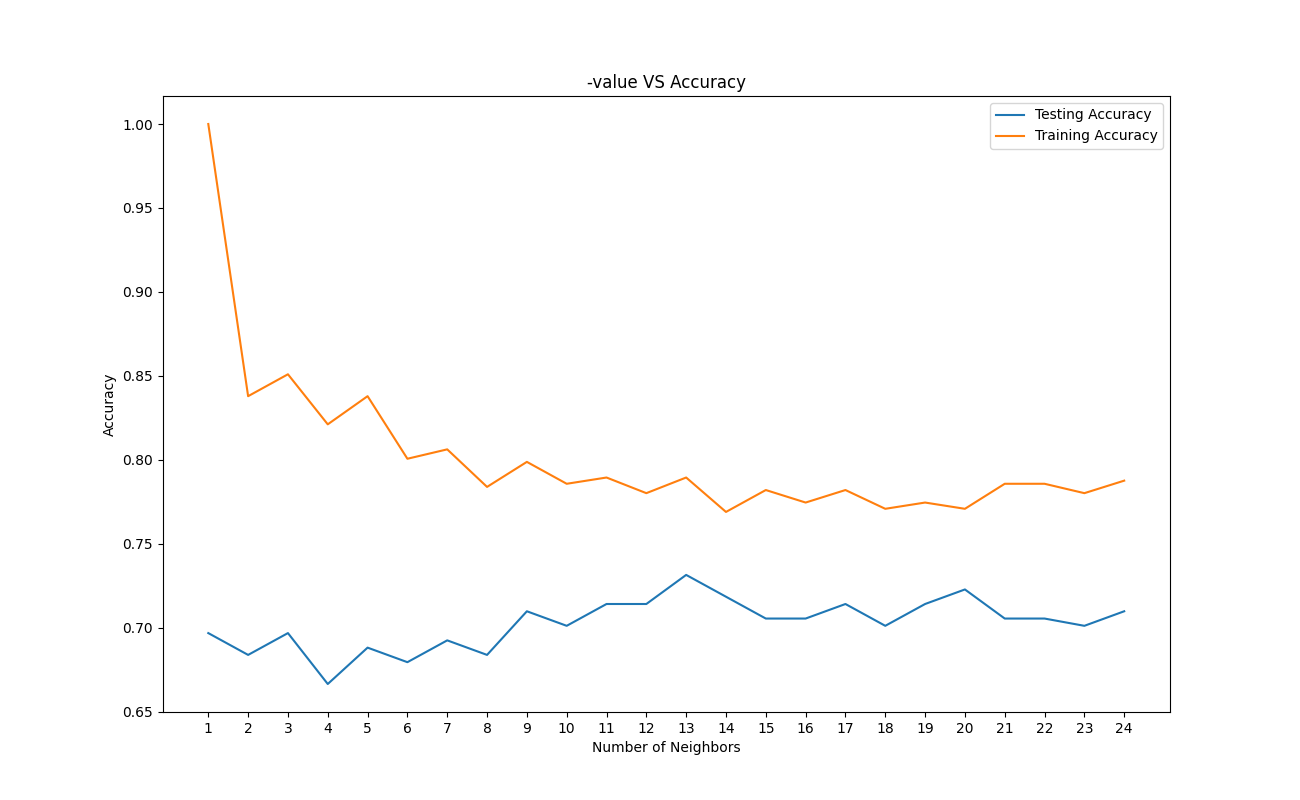 -value VS Accuracy
Testing Accuracy
Training Accuracy
1.00
0.95
0.90
0.85
0.80
0.75
0.70
0.65
Accuracy
1 2 3 4 5 6 7 8 9 10 11 12 13 14 15 16 17 18 19 20 21 22 23 24
Number of Neighbors